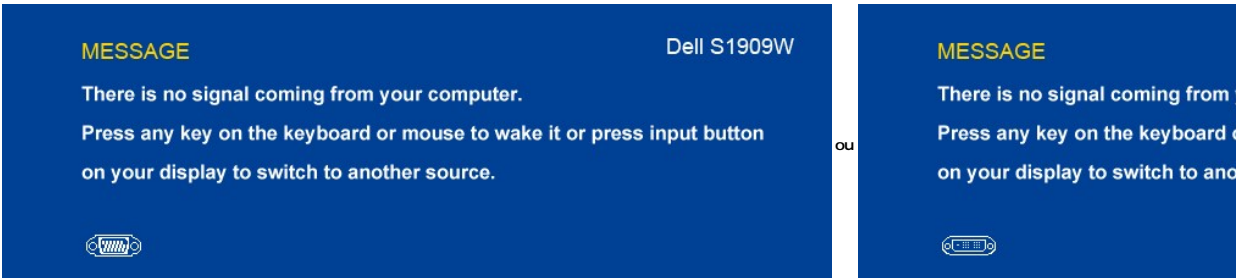 MESSAGE
Dell S1909W
There is no signal coming from your computer.
Press any key on the keyboard or mouse to wake it or press input button
on your display to switch to another source.
ou
MESSAGE
There is no signal coming from
Press any key on the keyboard
on your display to switch to